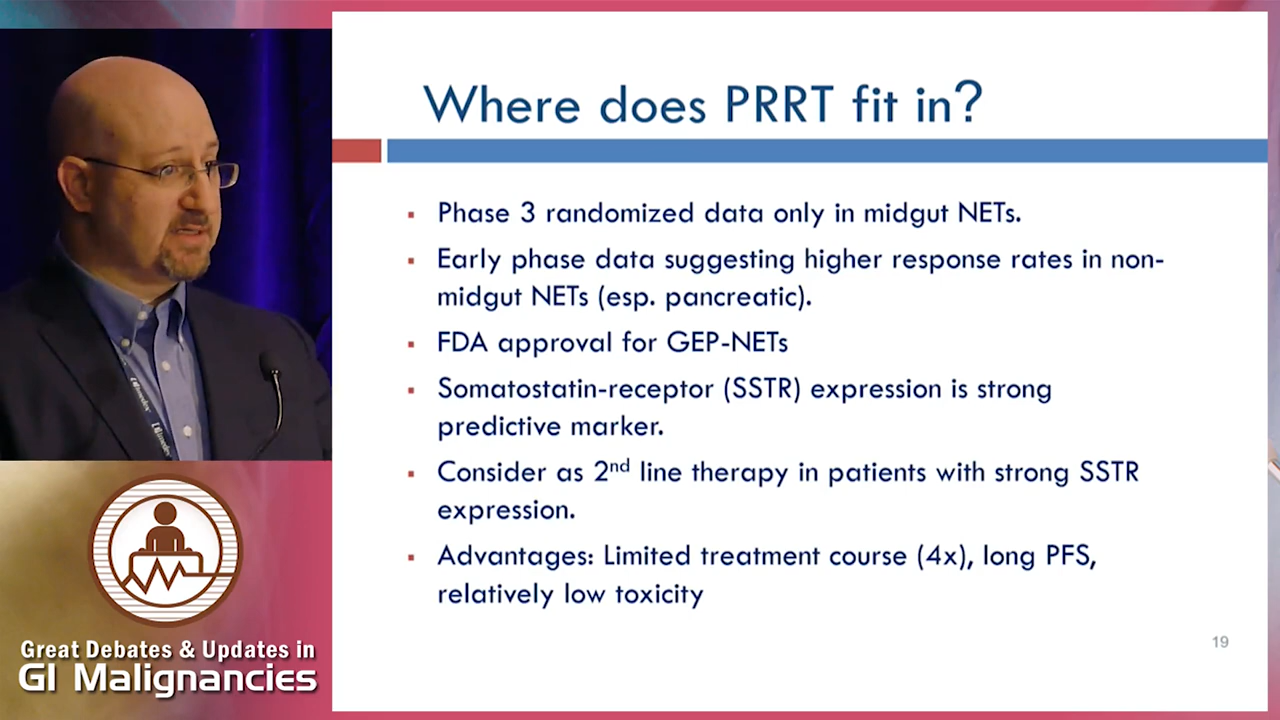 Where does PRRT fit in?
▪ Phase 3 randomized data only in midgut NETs.
▪ Early phase data suggesting higher response rates in non-
midgut NETs (esp. pancreatic).
▪ FDA approval for GEP-NETs
▪ Somatostatin-receptor (SSTR) expression is strong
predictive marker.
▪ Consider as 2nd line therapy in patients with strong SSTR
expression.
▪ Advantages: Limited treatment course (4x), long PFS,
relatively low toxicity
19
Great Debates & Updates in
GI Malignancies